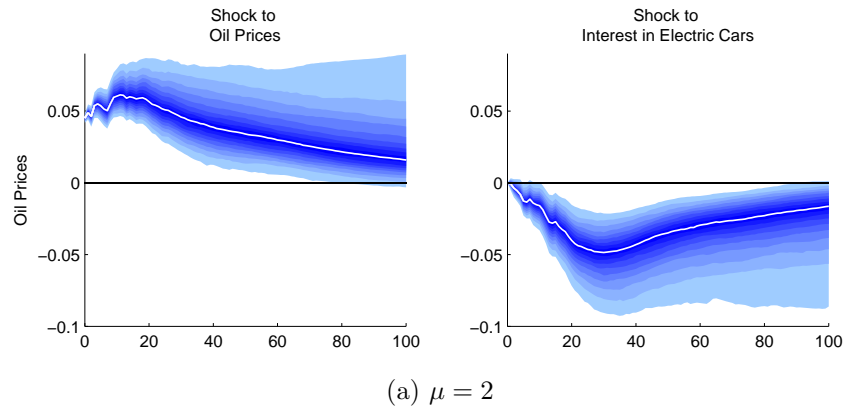 Shock to
Oil Prices
Shock to
Interest in Electric Cars
Oil Prices
0.05
0
−0.05
−0.1
0 20 40 60 80 100
0.05
0
−0.05
−0.1
0 20 40 60 80 100
(a) μ = 2